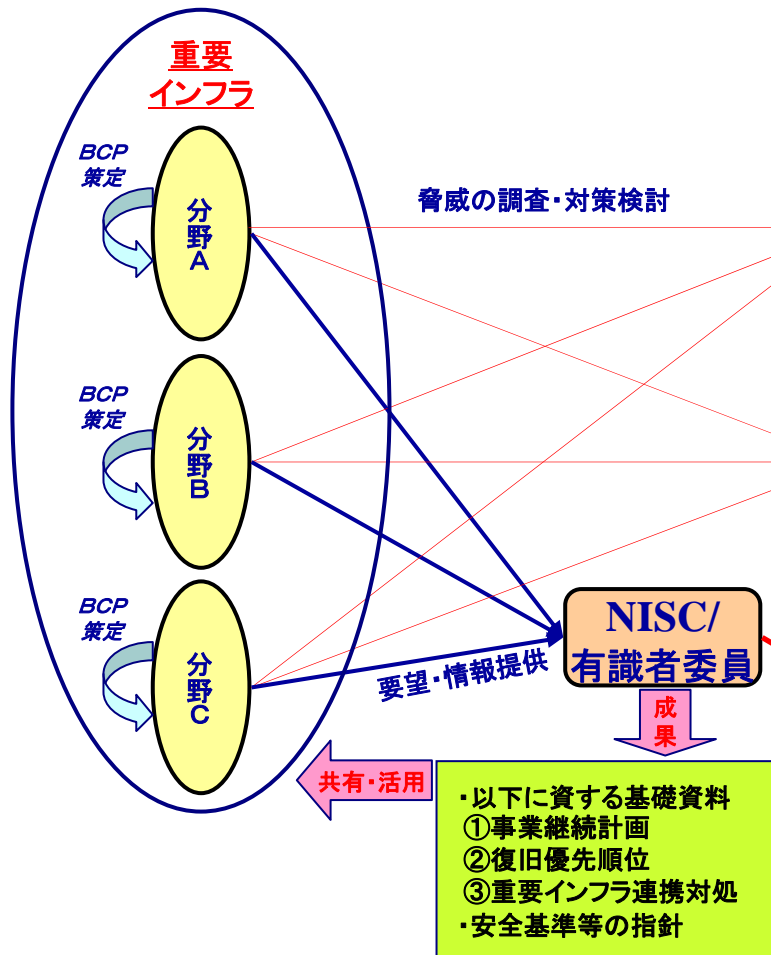 重要
インフラ
BCP
策定
分野A
脅威の調査・対策検討
BCP
策定
分野B
BCP
策定
分野C
要望・情報提供
NISC/
有識者委員
成果
共有・活用
・以下に資する基礎資料
①事業継続計画
②復旧優先順位
③重要インフラ連携対処
・安全基準等の指針